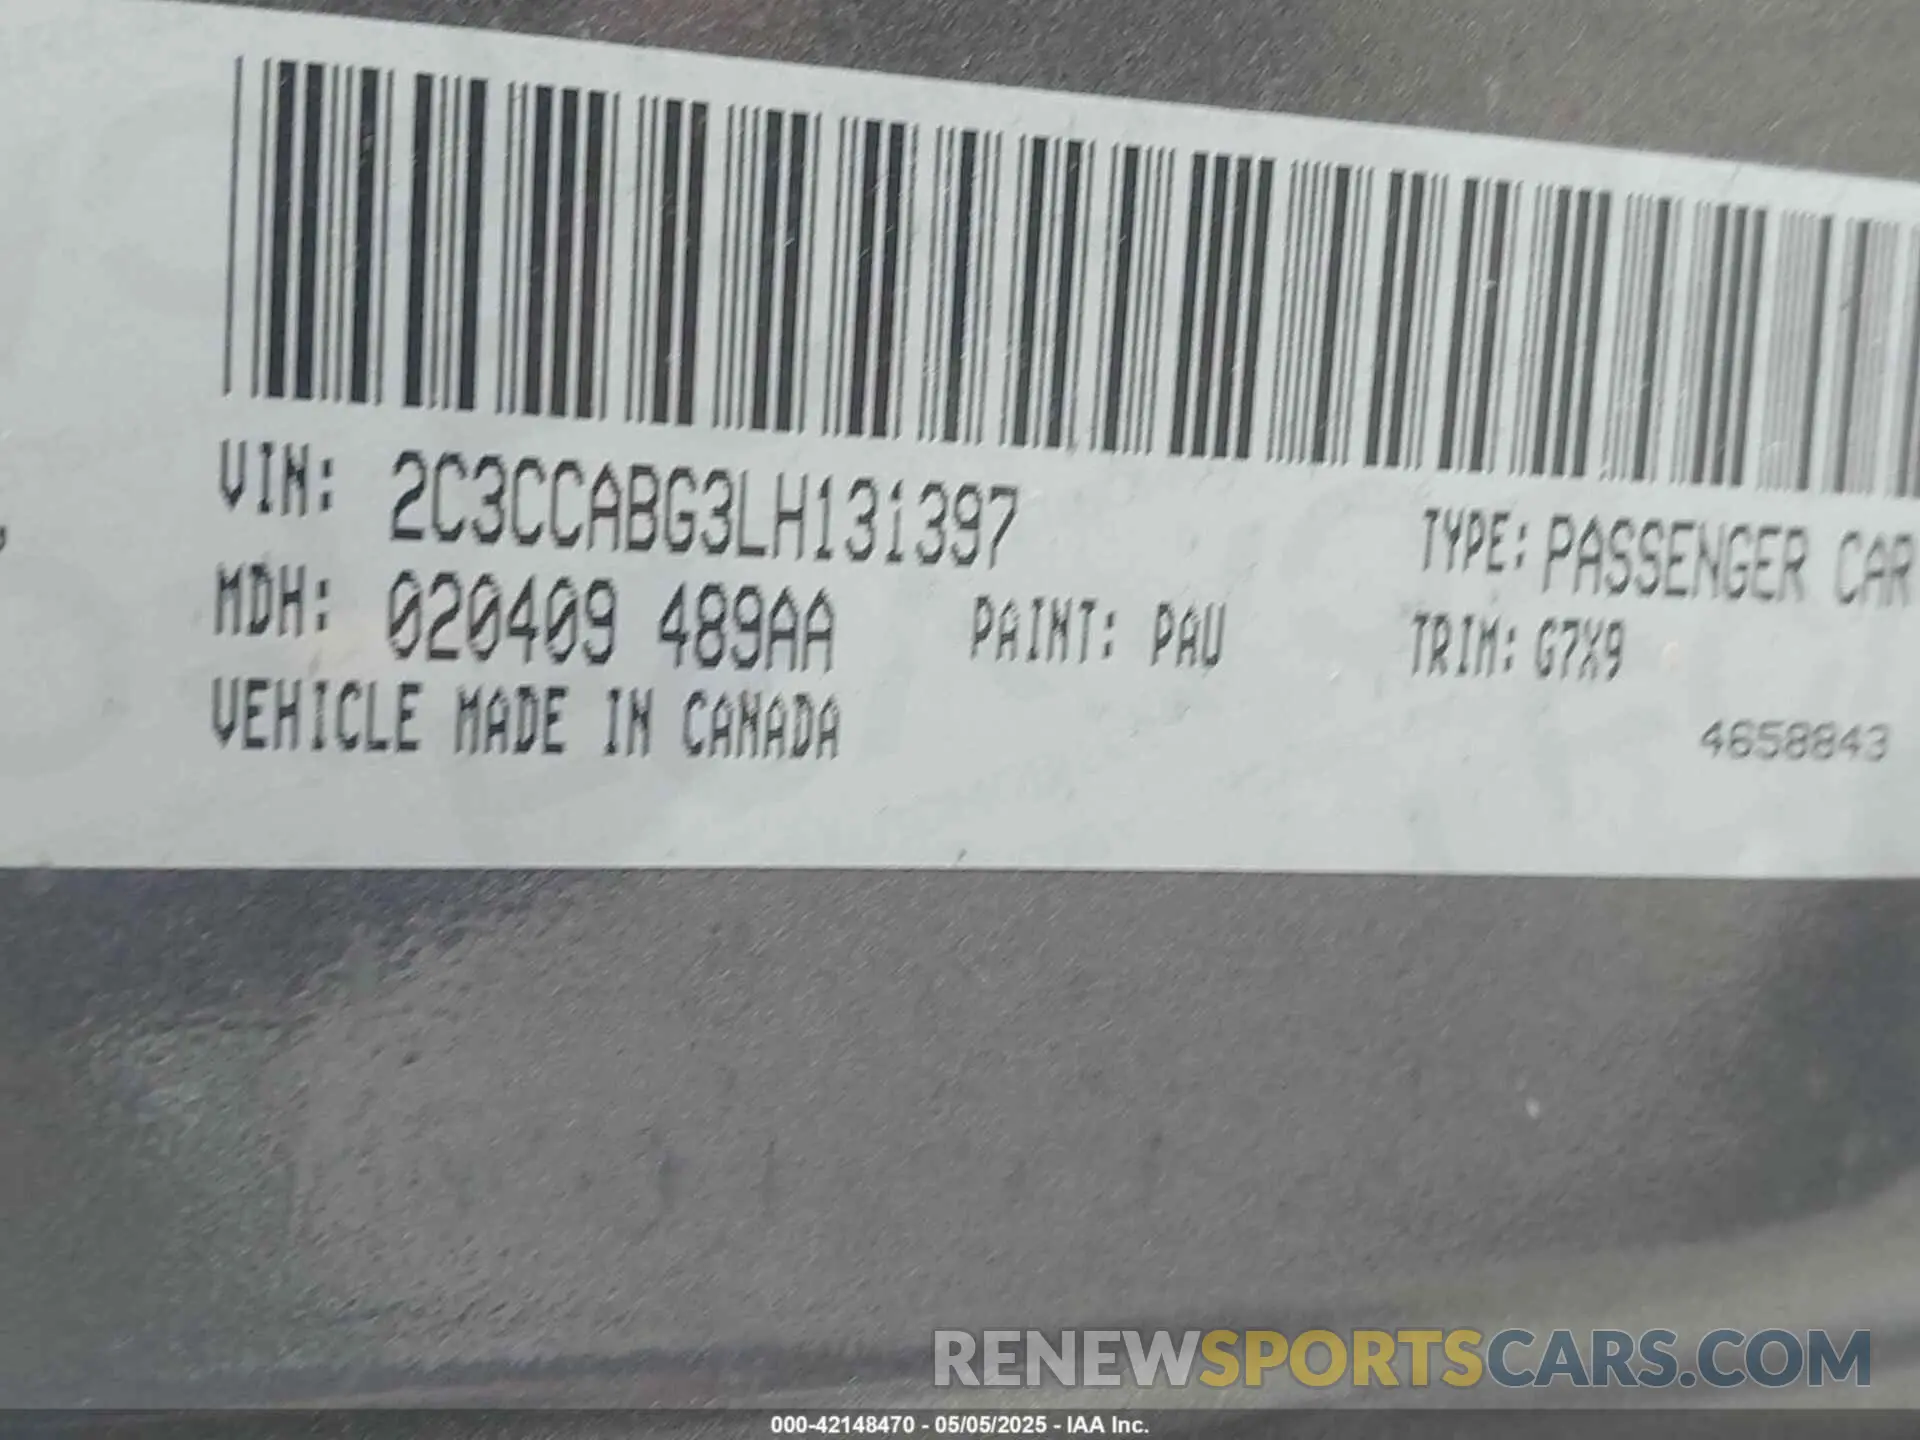 VIN: 2C3CCABG3LH131397
TYPE: PASSENGER CAR
MDH: 020409 489AA
PAINT: PAU
TRIM: G7X9
VEHICLE MADE IN CANADA
4658843
RENEWSPORTSCARS.COM
000-42148470 - 05/05/2025 - IAA Inc.